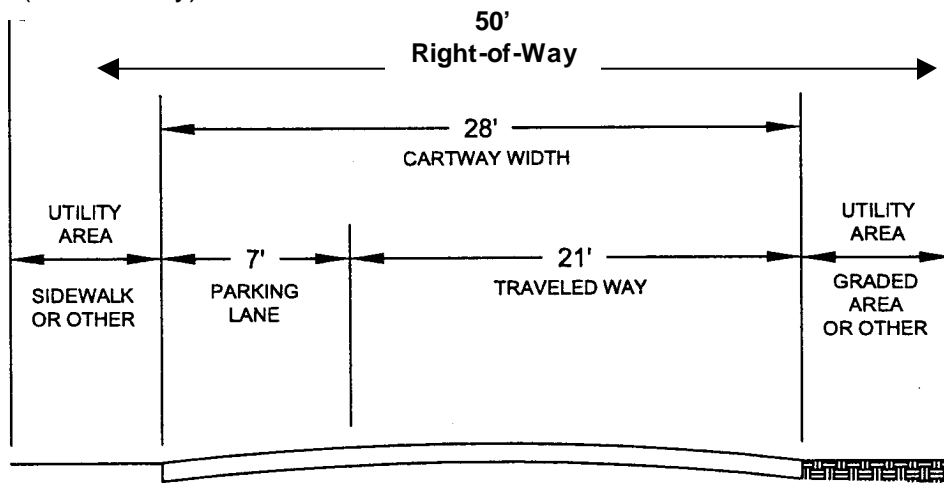 50'
Right-of-Way
28'
CARTWAY WIDTH
UTILITY
AREA
UTILITY
AREA
7'
21'
SIDEWALK
OR OTHER
PARKING
LANE
TRAVELED WAY
GRADED
AREA
OR OTHER